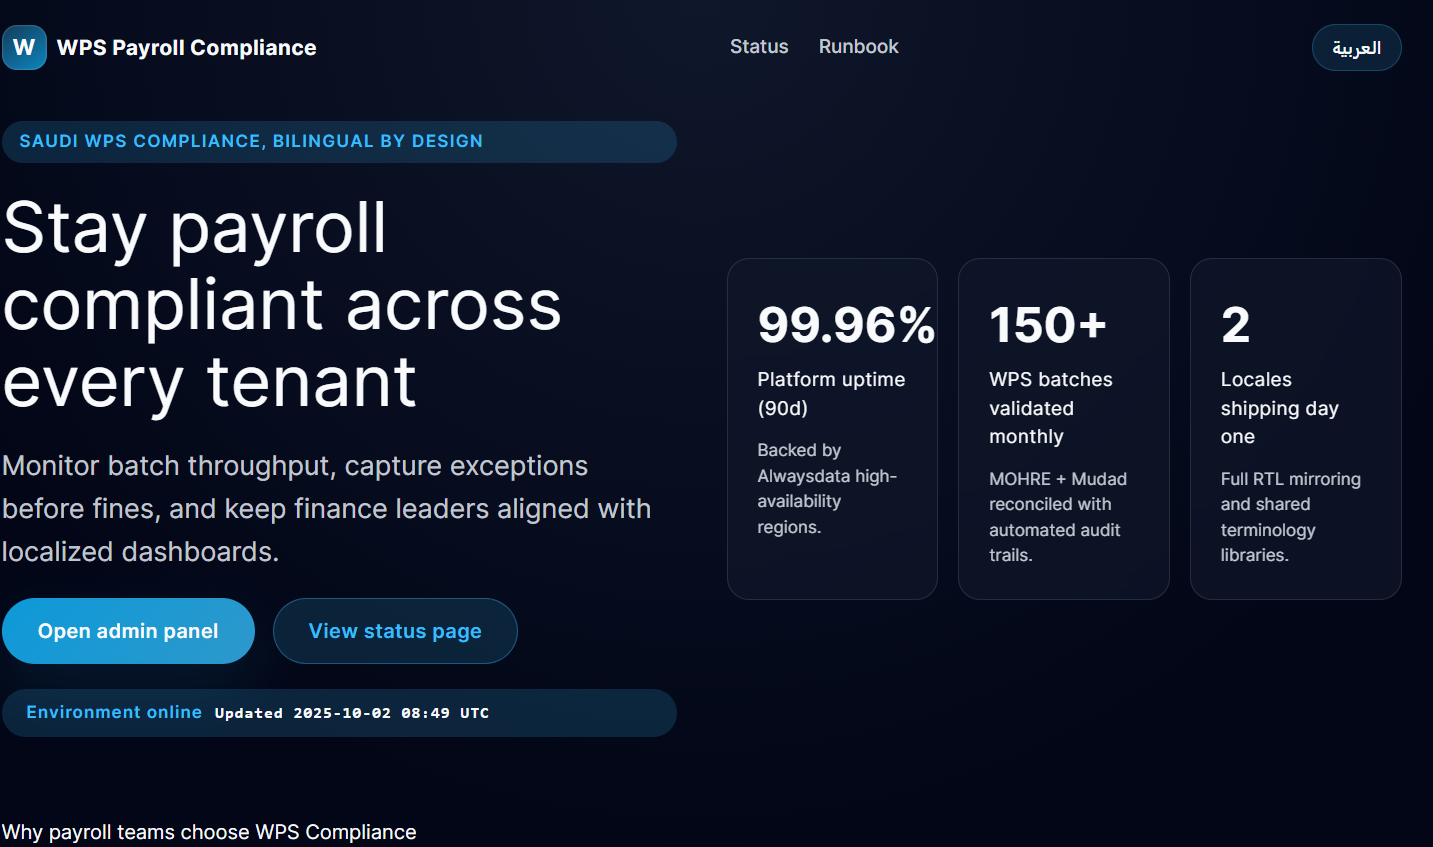 W WPS Payroll Compliance
Status Runbook
العربية
SAUDI WPS COMPLIANCE, BILINGUAL BY DESIGN
Stay payroll
compliant across
every tenant
Monitor batch throughput, capture exceptions
before fines, and keep finance leaders aligned with
localized dashboards.
Open admin panel
View status page
Environment online Updated 2025-10-02 08:49 UTC
99.96%
Platform uptime
(90d)
Backed by
Alwaysdata high-
availability
regions.
150+
WPS batches
validated
monthly
MOHRE + Mudad
reconciled with
automated audit
trails.
2
Locales
shipping day
one
Full RTL mirroring
and shared
terminology
libraries.
Why payroll teams choose WPS Compliance